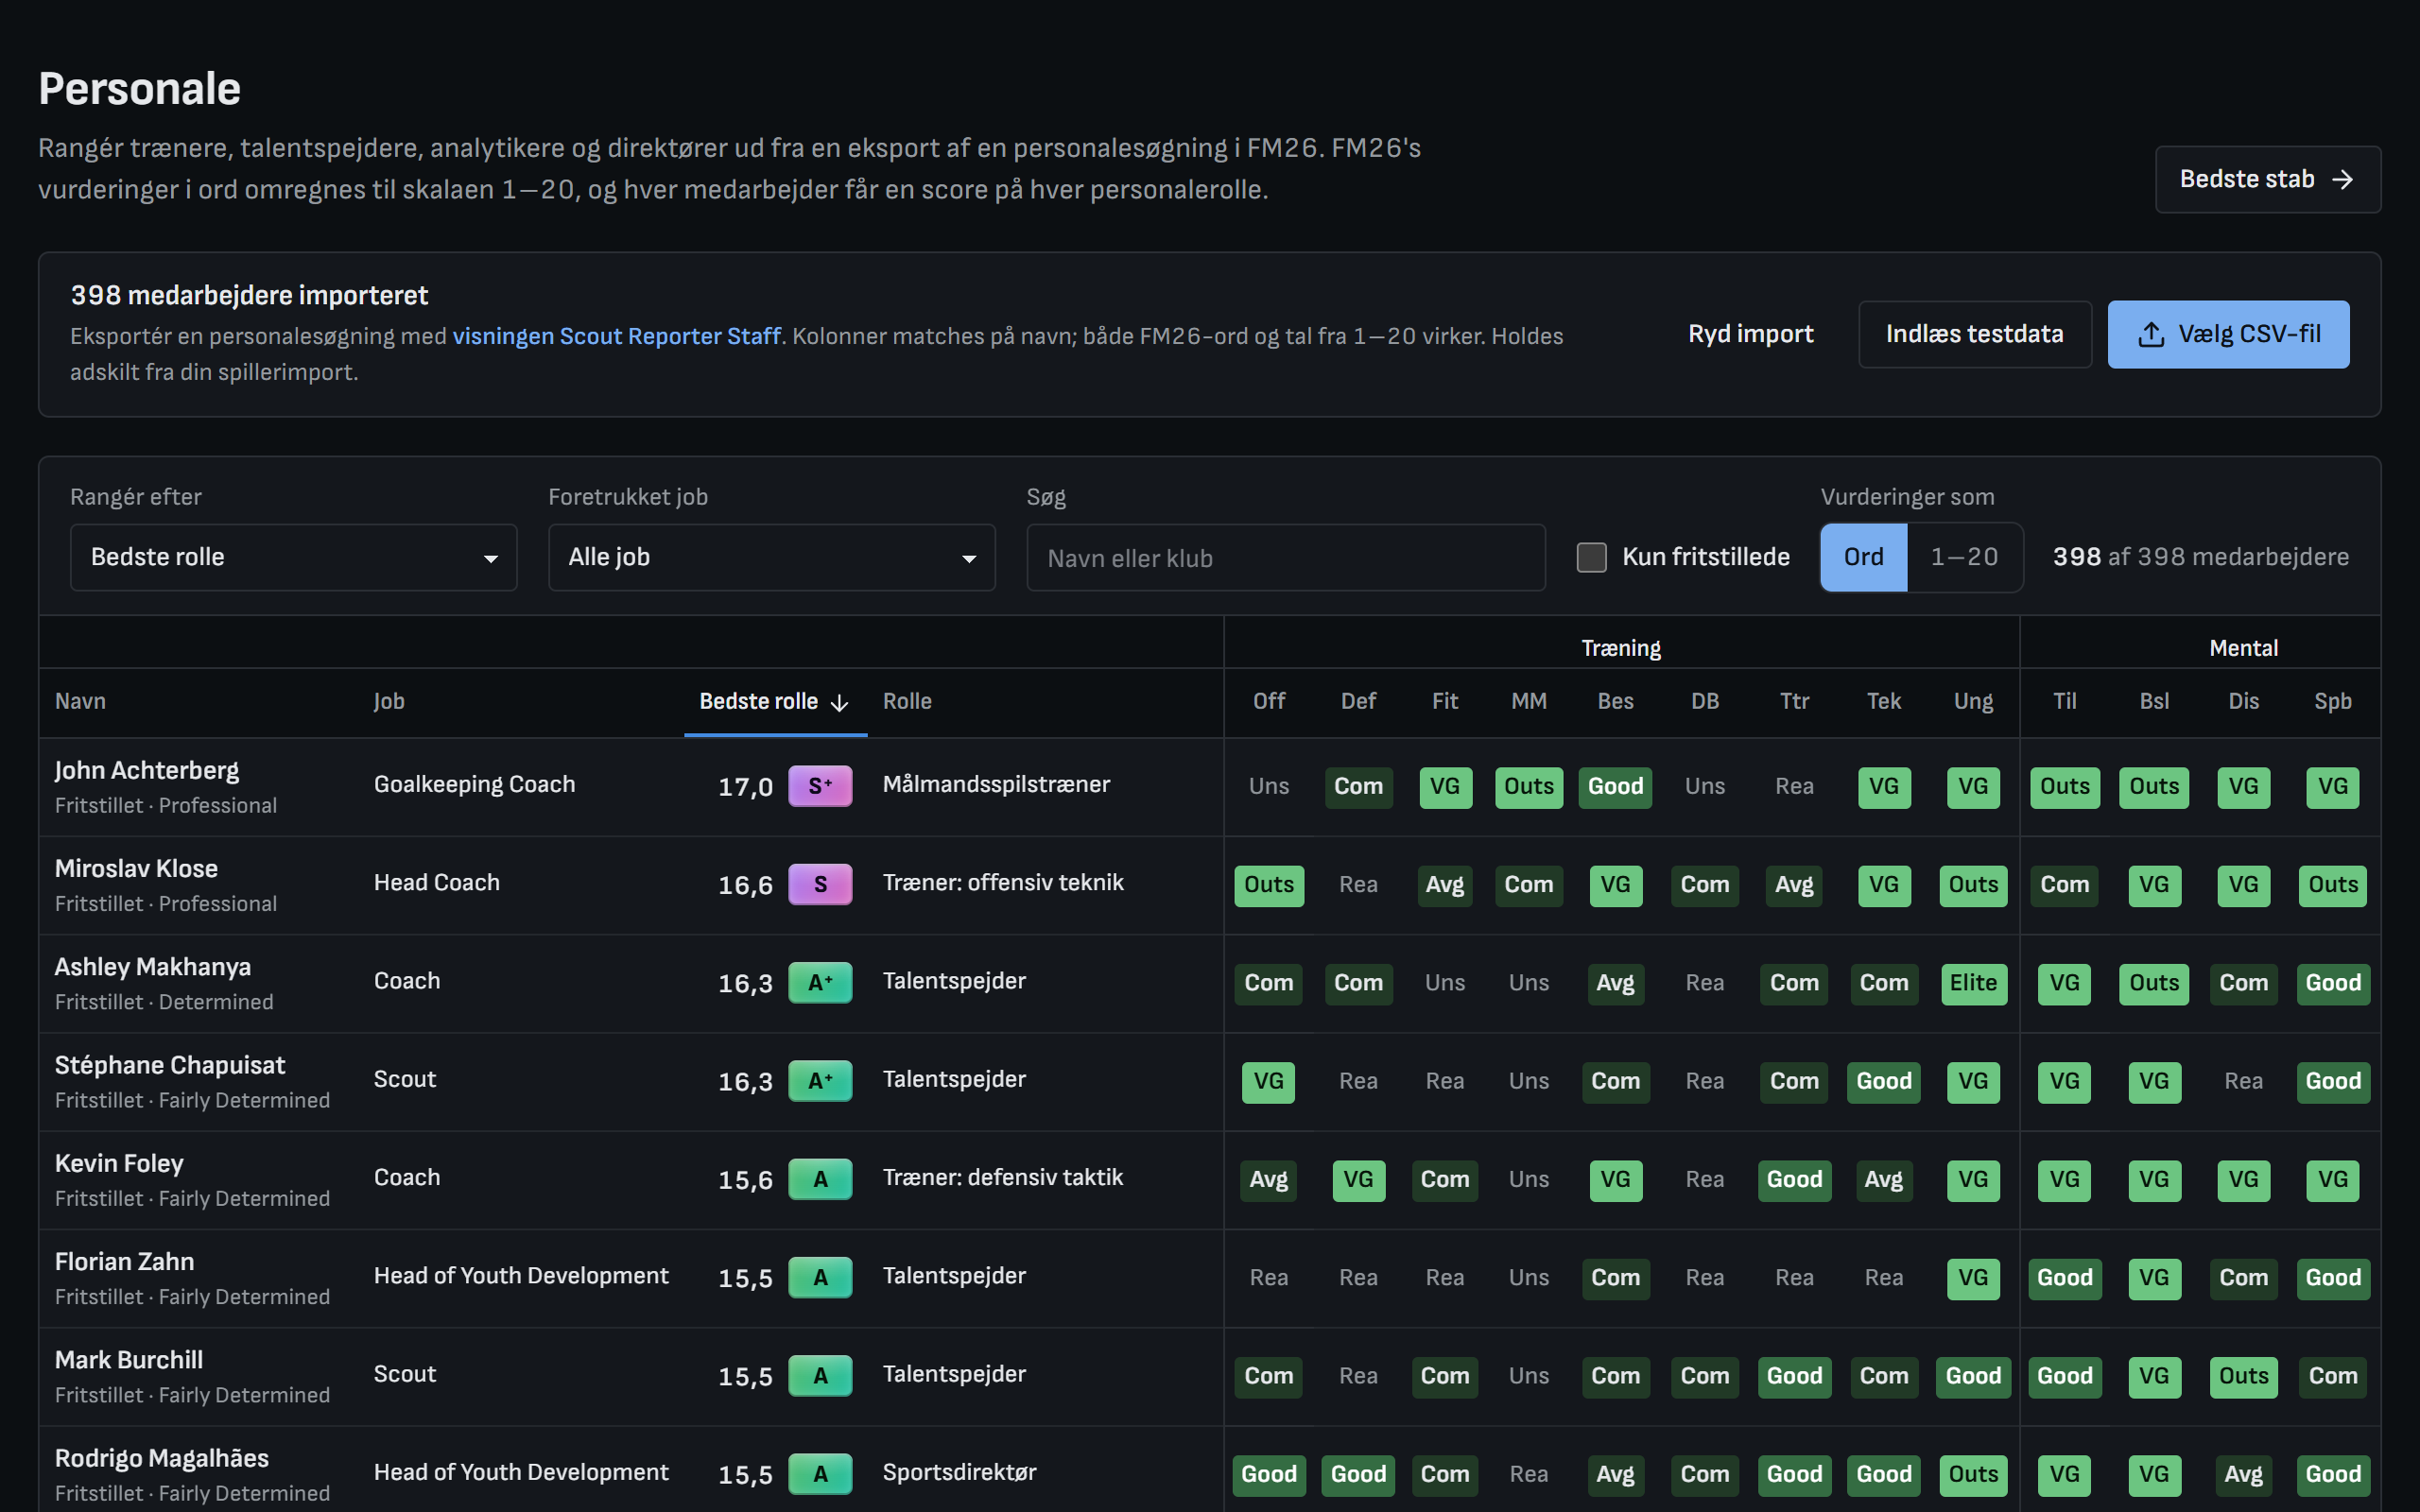 Personale
Rangér trænere, talentspejdere, analytikere og direktører ud fra en eksport af en personalesøgning i FM26. FM26's
vurderinger i ord omregnes til skalaen 1–20, og hver medarbejder får en score på hver personalerolle.
Bedste stab →
398 medarbejdere importeret
Eksportér en personalesøgning med visningen Scout Reporter Staff. Kolonner matches på navn; både FM26-ord og tal fra 1–20 virker. Holdes
adskilt fra din spillerimport.
Ryd import
Indlæs testdata
Vælg CSV-fil
Rangér efter
Foretrukket job
Søg
Vurderinger som
Bedste rolle
Alle job
Navn eller klub
Kun fritstillede
Ord
1–20
398 af 398 medarbejdere
Træning Mental
Navn Job Bedste rolle ↓ Rolle Off Def Fit MM Bes DB Ttr Tek Ung Til Bsl Dis Spb
John Achterberg
Fritstillet · Professional
Goalkeeping Coach 17,0 S+ Målmandsspilstræner Uns Com VG Outs Good Uns Rea VG VG Outs Outs VG VG
Miroslav Klose
Fritstillet · Professional
Head Coach 16,6 S Træner: offensiv teknik Outs Rea Avg Com VG Com Avg VG Outs Com VG VG Outs
Ashley Makhanya
Fritstillet · Determined
Coach 16,3 A+ Talentspejder Com Com Uns Uns Avg Rea Com Com Elite VG Outs Com Good
Stéphane Chapuisat
Fritstillet · Fairly Determined
Scout 16,3 A+ Talentspejder VG Rea Rea Uns Com Rea Com Good VG VG VG Rea Good
Kevin Foley
Fritstillet · Fairly Determined
Coach 15,6 A Træner: defensiv taktik Avg VG Com Uns VG Rea Good Avg VG VG VG VG VG
Florian Zahn
Fritstillet · Fairly Determined
Head of Youth Development 15,5 A Talentspejder Rea Rea Rea Uns Com Rea Rea Rea VG Good VG Com Good
Mark Burchill
Fritstillet · Fairly Determined
Scout 15,5 A Talentspejder Com Rea Com Uns Com Com Good Com Good Good VG Outs Com
Rodrigo Magalhães
Fritstillet · Fairly Determined
Head of Youth Development 15,5 A Sportsdirektør Good Good Com Rea Avg Com Good Good Outs VG VG Avg Good